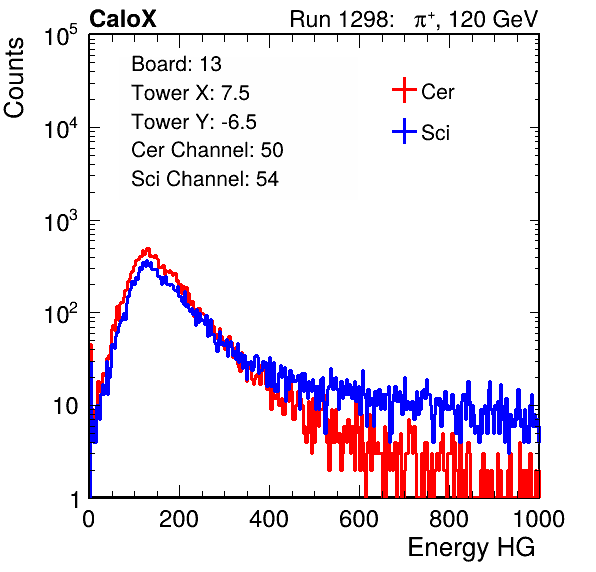 CaloX Run 1298: π⁺, 120 GeV
Counts
10⁵
10⁴
10³
10²
10
1
Board: 13
Tower X: 7.5
Tower Y: -6.5
Cer Channel: 50
Sci Channel: 54
Cer
Sci
0 200 400 600 800 1000
Energy HG